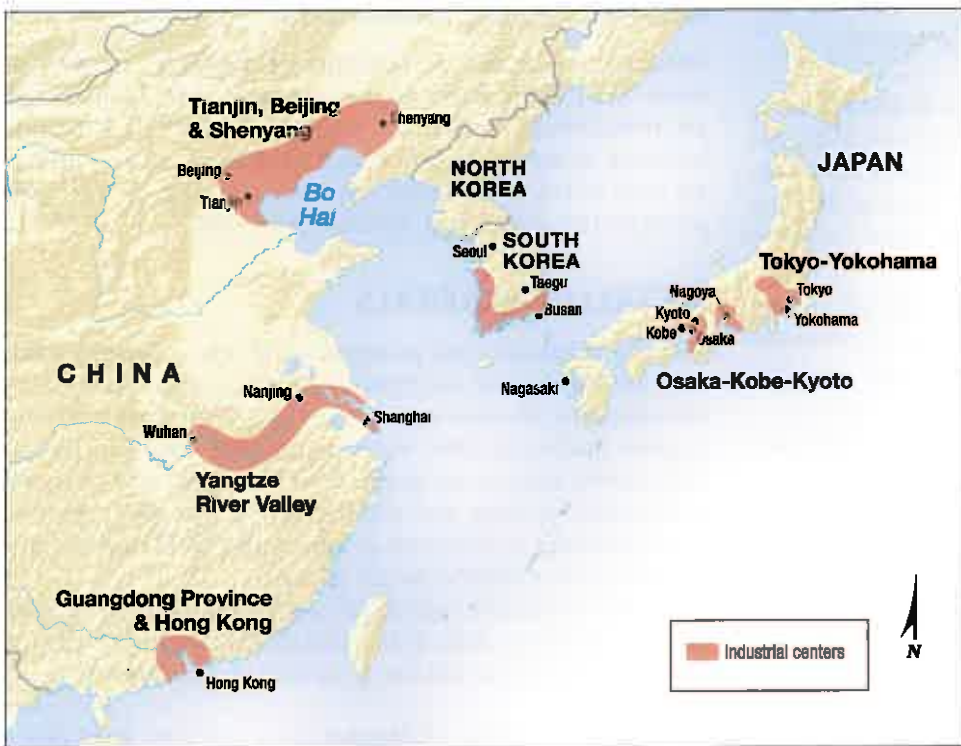 Tianjin, Beijing
& Shenyang
Shenyang
Beijing
Tianjin
Bo
Hai
NORTH
KOREA
JAPAN
Seoul
SOUTH
KOREA
Taegu
Busan
Tokyo-Yokohama
Nagoya
Tokyo
Kyoto
Yokohama
Kobe
Osaka
CHINA
Nanjing
Nagasaki
Osaka-Kobe-Kyoto
Shanghai
Wuhan
Yangtze
River Valley
Guangdong Province
& Hong Kong
Hong Kong
Industrial centers
N